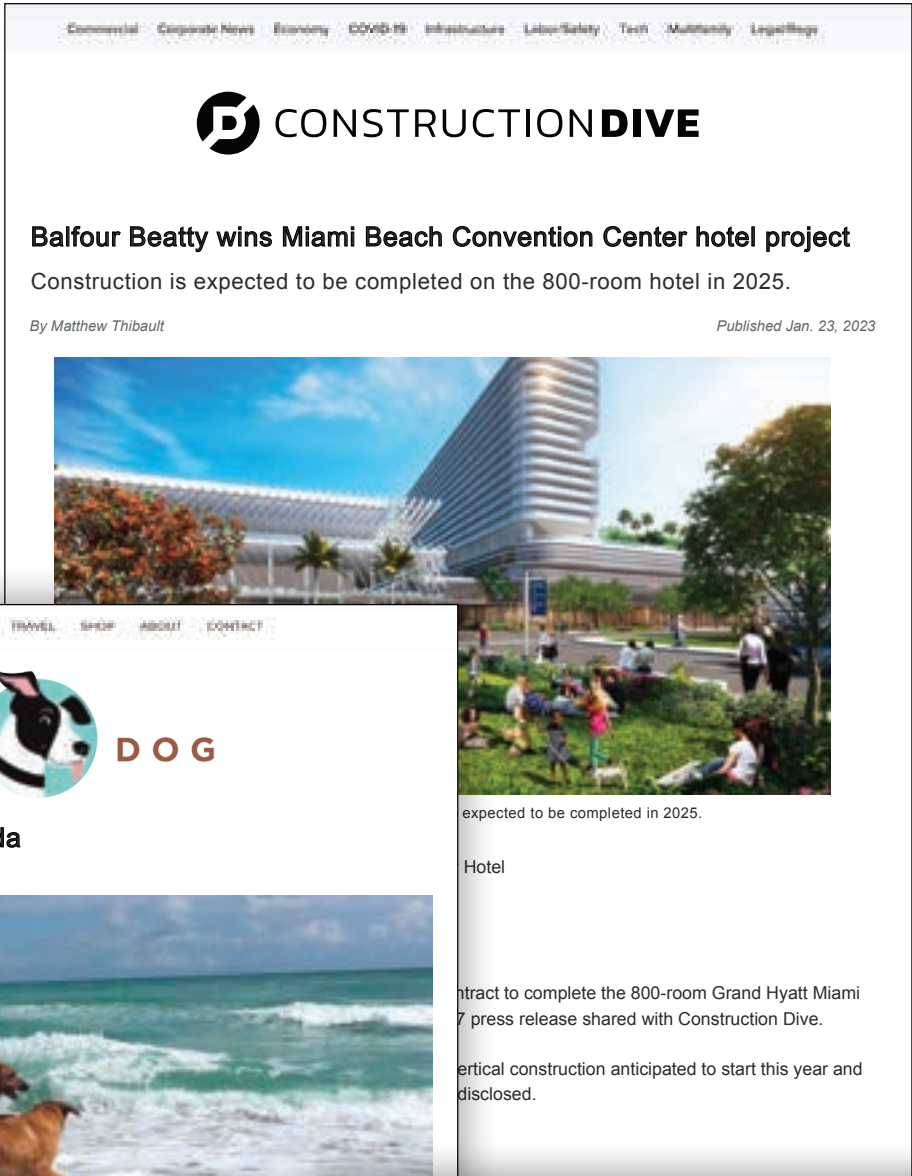 Commercial Corporate News Economy COVID-19 Infrastructure Labor/Safety Tech Multifamily Legal/Regs
CONSTRUCTIONDIVE
Balfour Beatty wins Miami Beach Convention Center hotel project
Construction is expected to be completed on the 800-room hotel in 2025.
By Matthew Thibault
Published Jan. 23, 2023
expected to be completed in 2025.
Hotel
ntract to complete the 800-room Grand Hyatt Miami
7 press release shared with Construction Dive.
ertical construction anticipated to start this year and
disclosed.
TRAVEL SHOP ABOUT CONTACT
DOG
da